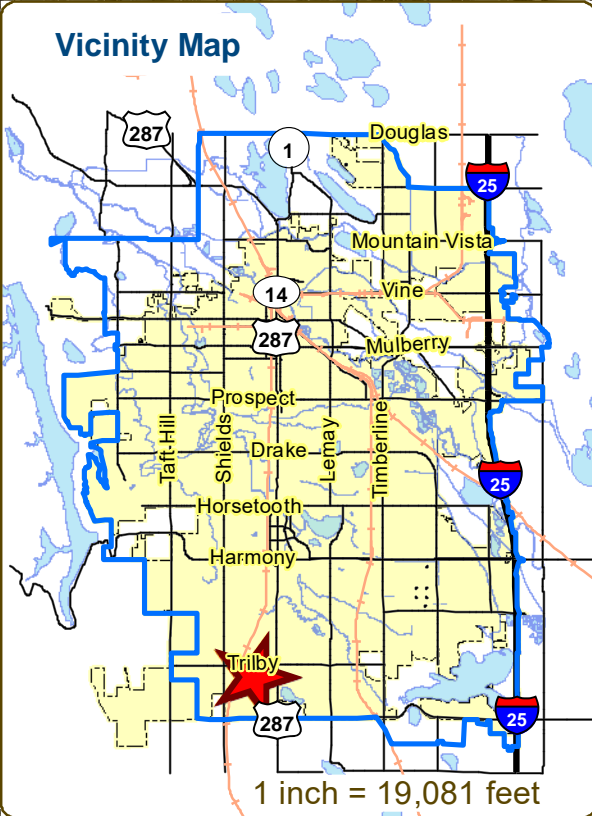 Vicinity Map
287
Douglas
1
25
Mountain Vista
14
Vine
287
Mulberry
Prospect
Taft Hill
Shields
Drake
Lemay
Timberline
25
Horsetooth
Harmony
Trilby
287
25
1 inch = 19,081 feet